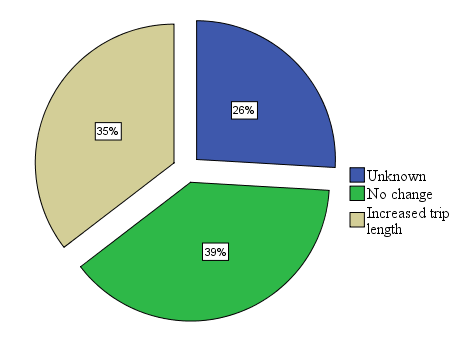 26%
35%
39%
Unknown
No change
Increased trip
length